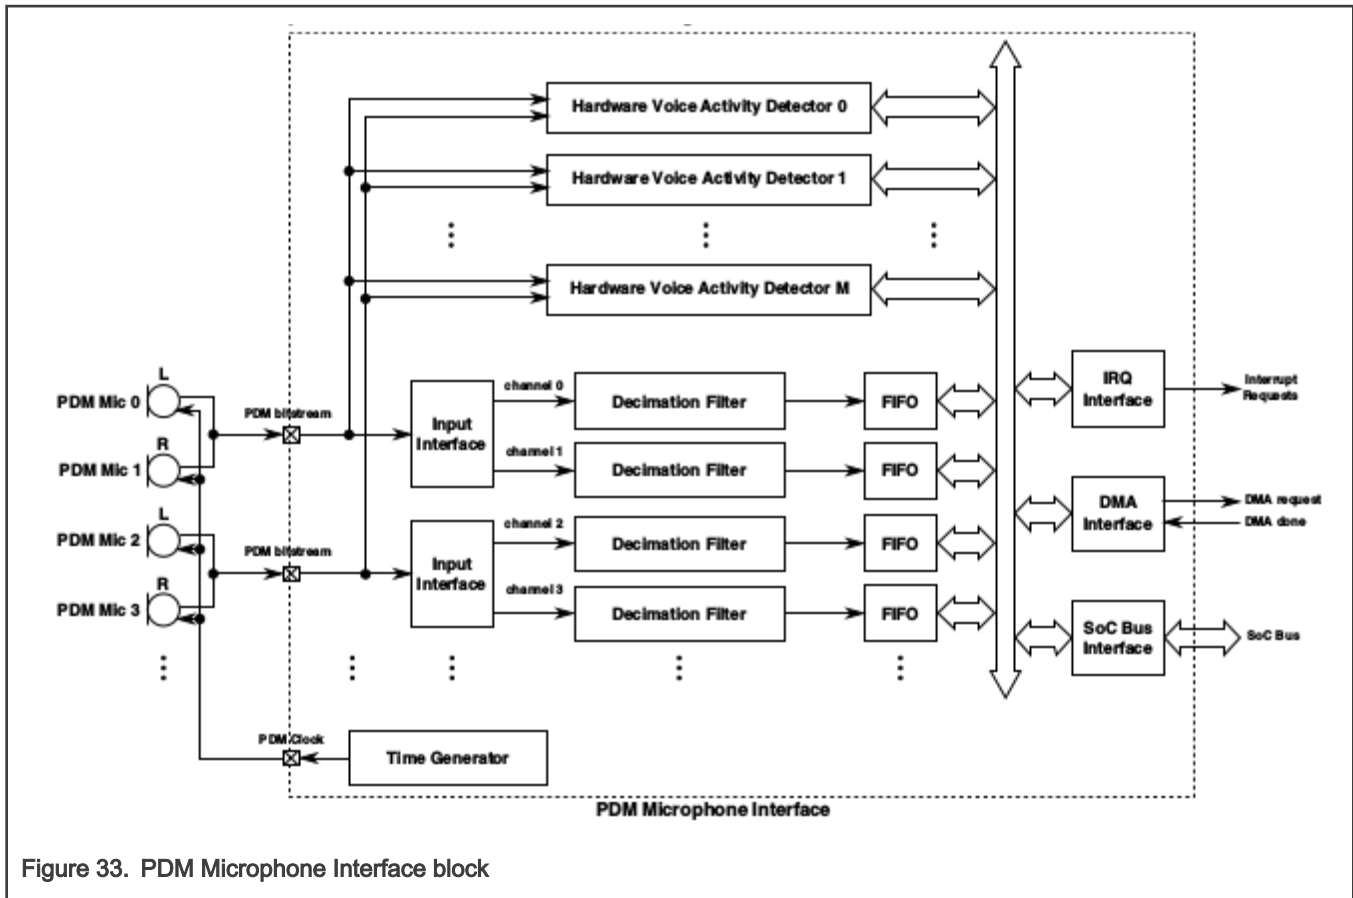 Hardware Voice Activity Detector 0
Hardware Voice Activity Detector 1
Hardware Voice Activity Detector M
L
PDM Mic 0
R
PDM Mic 1
L
PDM Mic 2
R
PDM Mic 3
PDM bitstream
PDM bitstream
Input
Interface
Input
Interface
channel 0
channel 1
channel 2
channel 3
Decimation Filter
Decimation Filter
Decimation Filter
Decimation Filter
FIFO
FIFO
FIFO
FIFO
IRQ
Interface
Interrupt
Requests
DMA
Interface
DMA request
DMA done
SoC Bus
Interface
SoC Bus
PDM Clock
Time Generator
PDM Microphone Interface
Figure 33. PDM Microphone Interface block